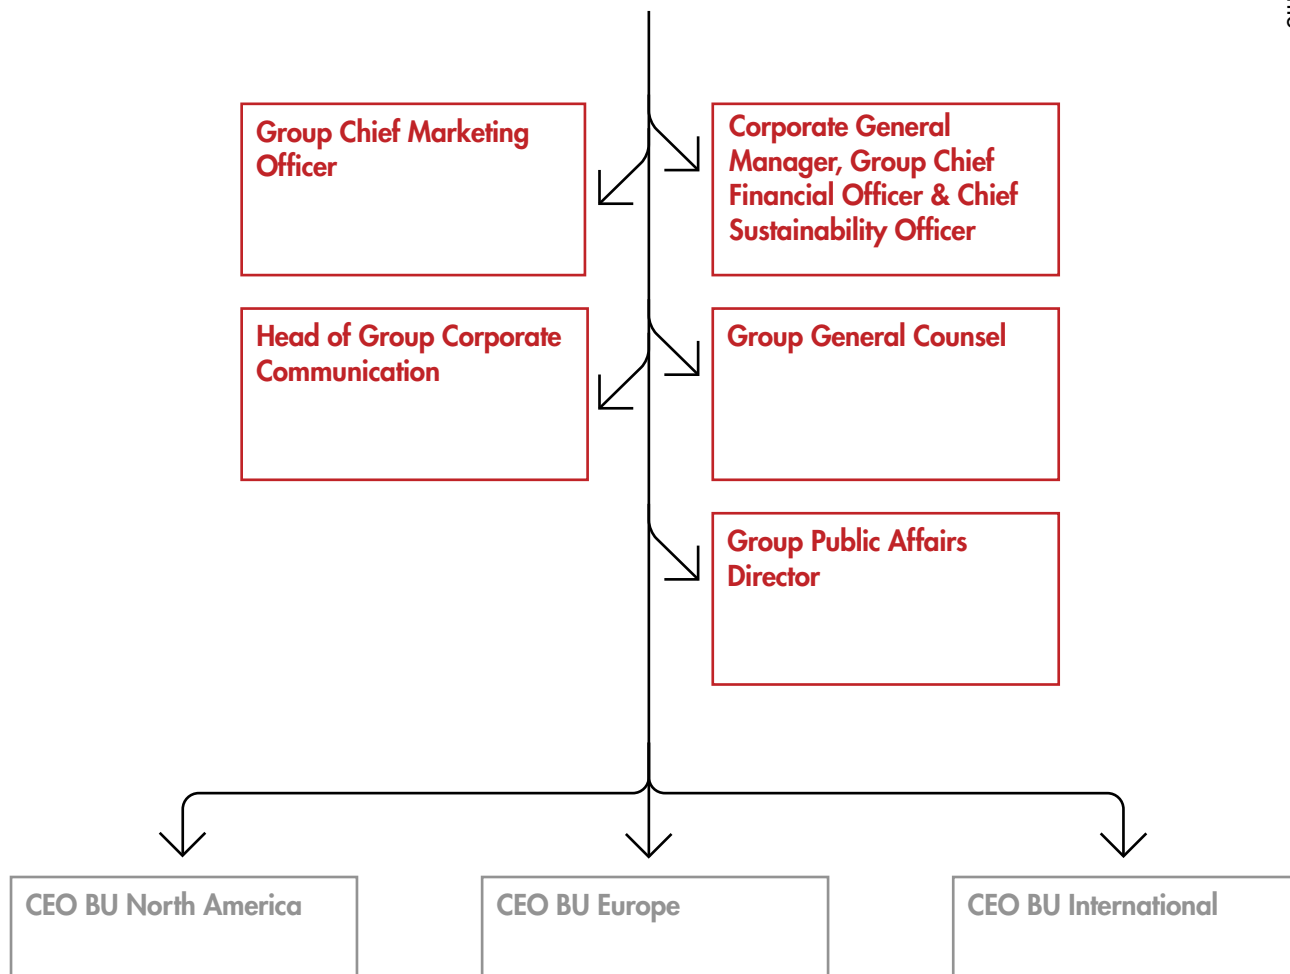 Group Chief Marketing
Officer
Corporate General
Manager, Group Chief
Financial Officer & Chief
Sustainability Officer
Head of Group Corporate
Communication
Group General Counsel
Group Public Affairs
Director
CEO BU North America
CEO BU Europe
CEO BU International